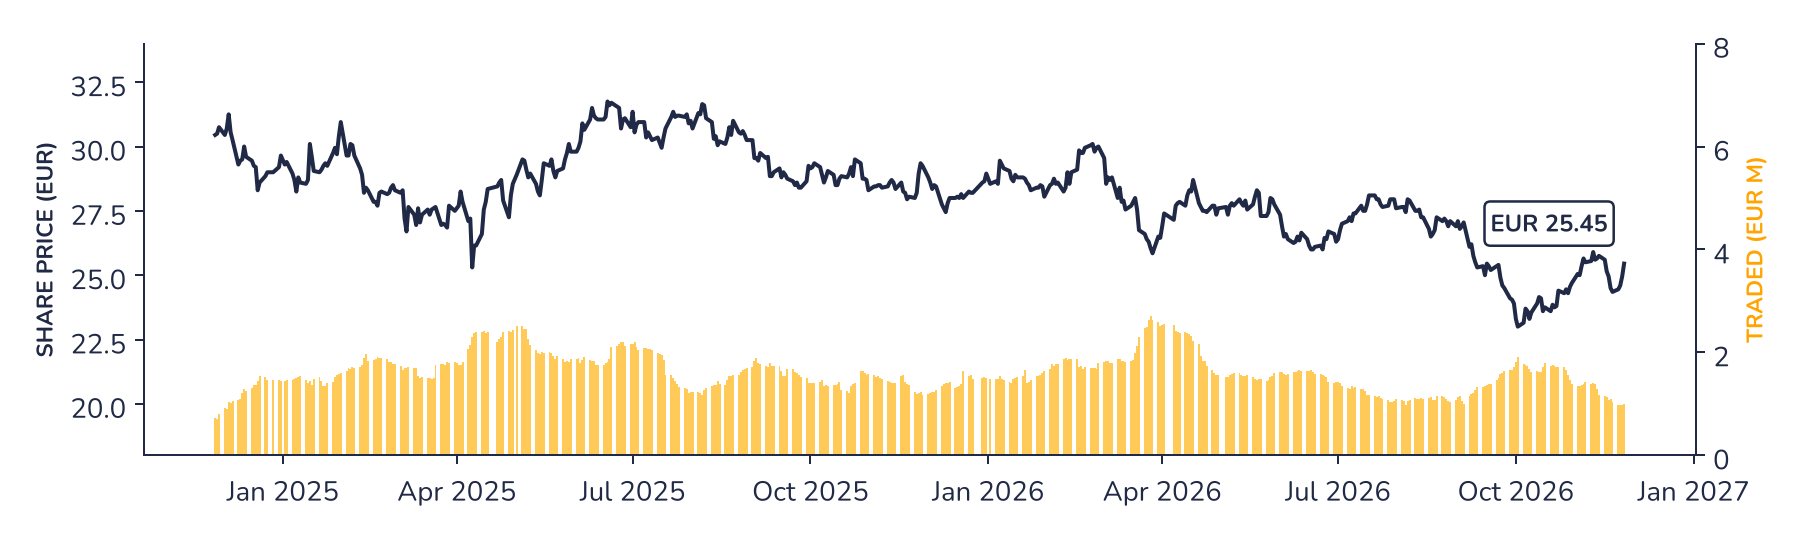 SHARE PRICE (EUR)
32.5
30.0
27.5
25.0
22.5
20.0
EUR 25.45
8
6
4
2
0
TRADED (EUR M)
Jan 2025
Apr 2025
Jul 2025
Oct 2025
Jan 2026
Apr 2026
Jul 2026
Oct 2026
Jan 2027